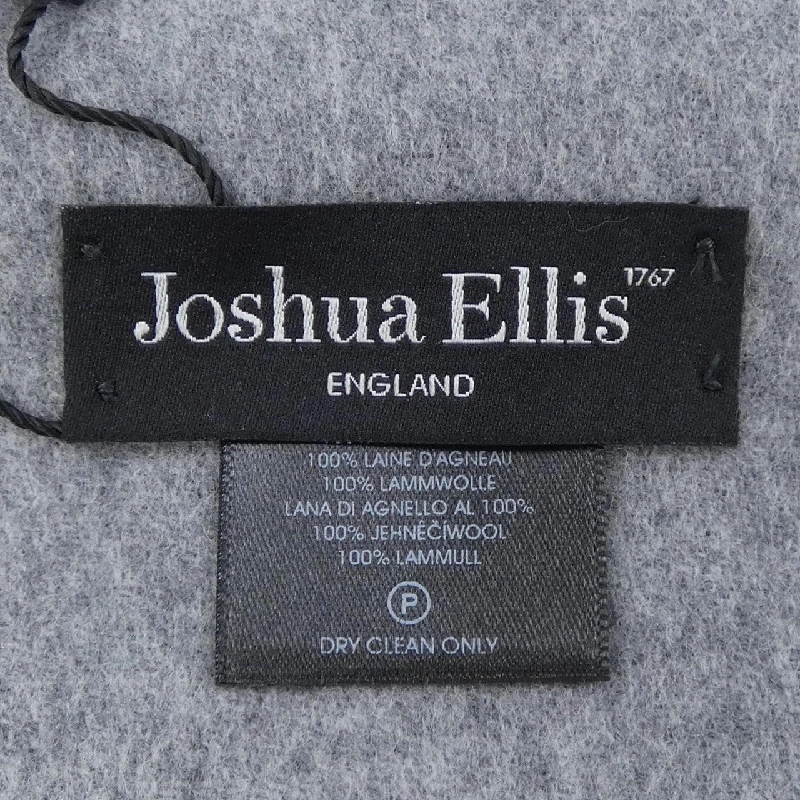 Joshua Ellis 1767
ENGLAND
100% LAINE D'AGNEAU
100% LAMMWOLLE
LANA DI AGNELLO AL 100%
100% JEHNĚČÍWOOL
100% LAMMULL
P
DRY CLEAN ONLY